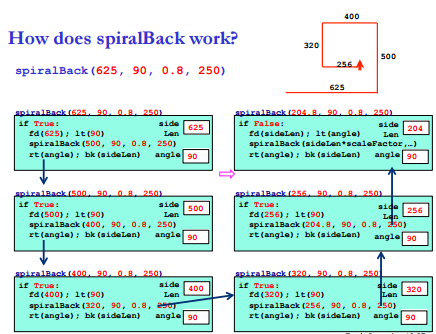 How does spiralBack work?
spiralBack(625, 90, 0.8, 250)
400
320
500
256
625
spiralBack(625, 90, 0.8, 250)
if True:
fd(625); lt(90)
spiralBack(500, 90, 0.8, 250)
rt(angle); bk(sideLen)
side
Len
625
angle
90
spiralBack(500, 90, 0.8, 250)
if True:
fd(500); lt(90)
spiralBack(400, 90, 0.8, 250)
rt(angle); bk(sideLen)
side
Len
500
angle
90
spiralBack(400, 90, 0.8, 250)
if True:
fd(400); lt(90)
spiralBack(320, 90, 0.8, 250)
rt(angle); bk(sideLen)
side
Len
400
angle
90
spiralBack(204.8, 90, 0.8, 250)
if False:
fd(sideLen); lt(angle)
spiralBack(sideLen*scaleFactor,…)
rt(angle); bk(sideLen)
side
Len
204
angle
90
spiralBack(256, 90, 0.8, 250)
if True:
fd(256); lt(90)
spiralBack(204.8, 90, 0.8, 250)
rt(angle); bk(sideLen)
side
Len
256
angle
90
spiralBack(320, 90, 0.8, 250)
if True:
fd(320); lt(90)
spiralBack(256, 90, 0.8, 250)
rt(angle); bk(sideLen)
side
Len
320
angle
90